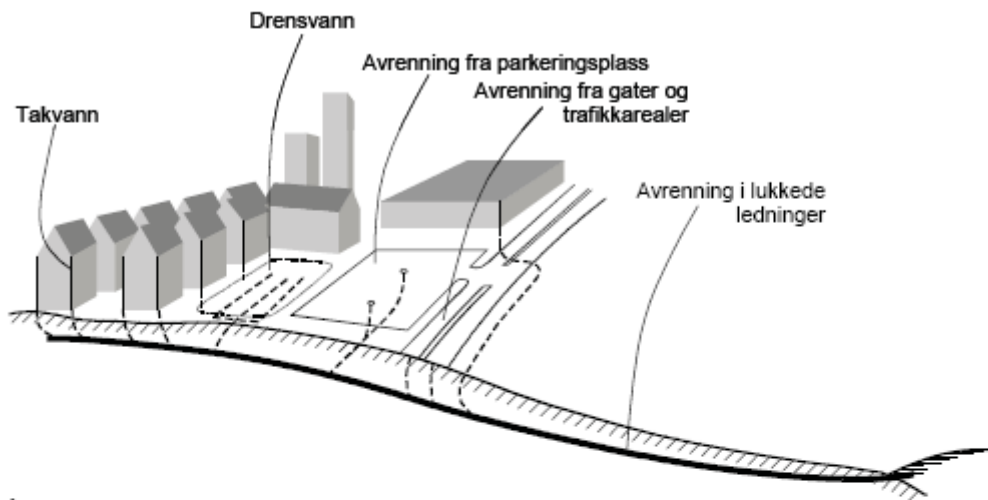 Drensvann
Avrenning fra parkeringsplass
Avrenning fra gater og
trafikkarealer
Takvann
Avrenning i lukkede
ledninger